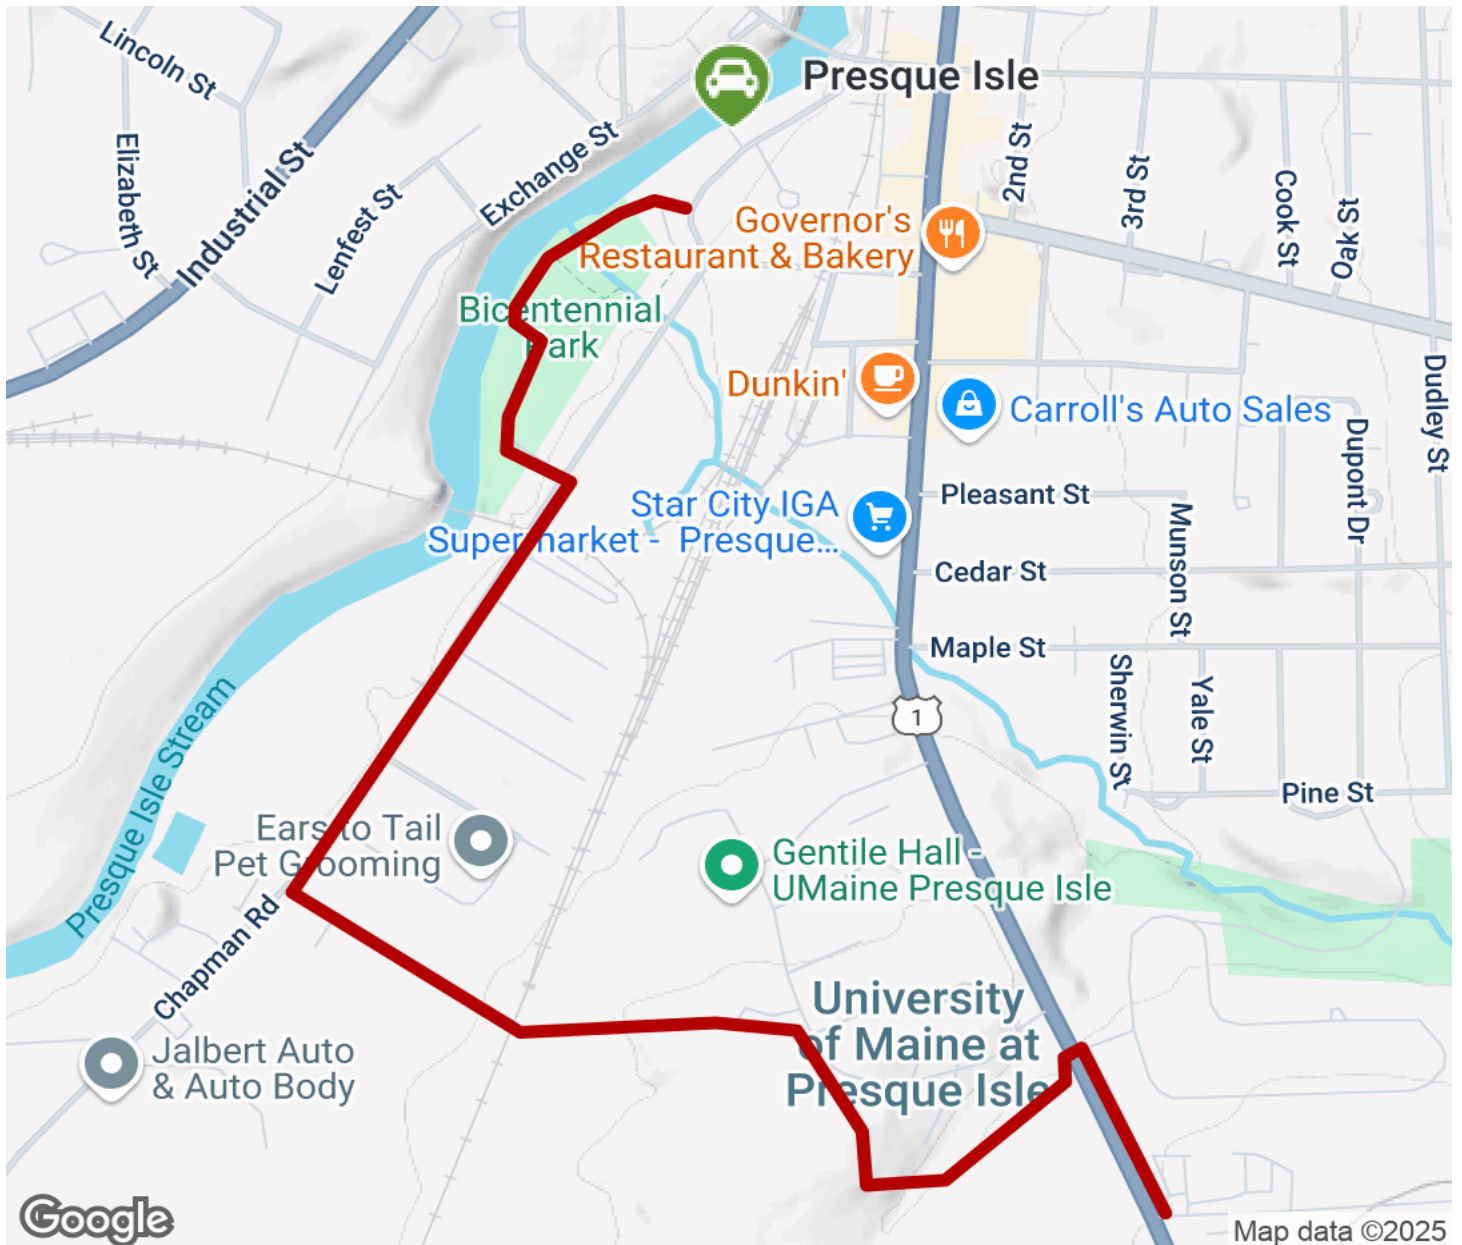 Lincoln St
Elizabeth St
Industrial St
Lenfest St
Exchange St
Presque Isle
2nd St
3rd St
Cook St
Oak St
Governor's
Restaurant & Bakery
Bicentennial
Park
Dunkin'
Carroll's Auto Sales
Dudley St
Dupont Dr
Star City IGA
Supermarket - Presque...
Pleasant St
Munson St
Cedar St
Maple St
Sherwin St
Yale St
1
Pine St
Presque Isle Stream
Ears to Tail
Pet Grooming
Gentile Hall -
UMaine Presque Isle
Chapman Rd
University
of Maine at
Presque Isle
Jalbert Auto
& Auto Body
Google
Map data ©2025